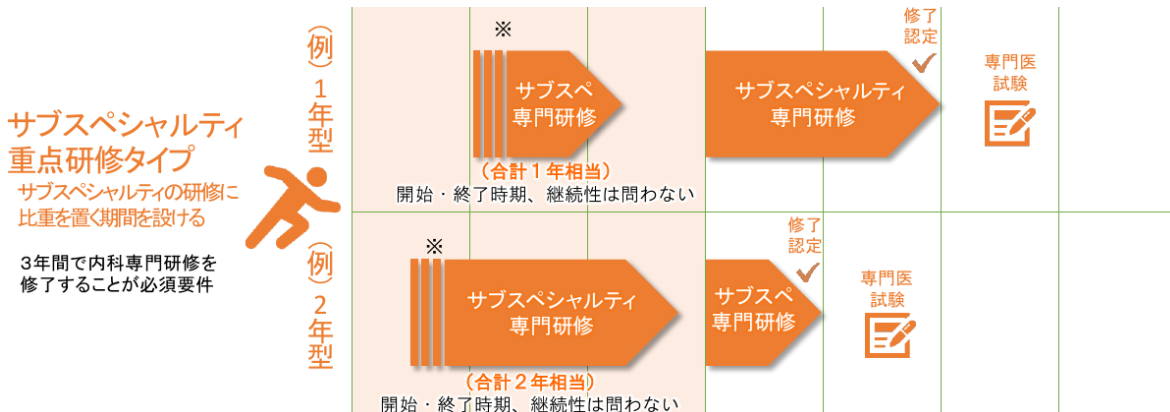 サブスペシャルティ
重点研修タイプ
サブスペシャルティの研修に
比重を置く期間を設ける
3年間で内科専門研修を
修了することが必須要件
（例）1年型
※
サブスペ
専門研修
（合計1年相当）
開始・終了時期、継続性は問わない
サブスペシャルティ
専門研修
修了
認定
専門医
試験
（例）2年型
※
サブスペシャルティ
専門研修
（合計2年相当）
開始・終了時期、継続性は問わない
サブスペ
専門研修
修了
認定
専門医
試験